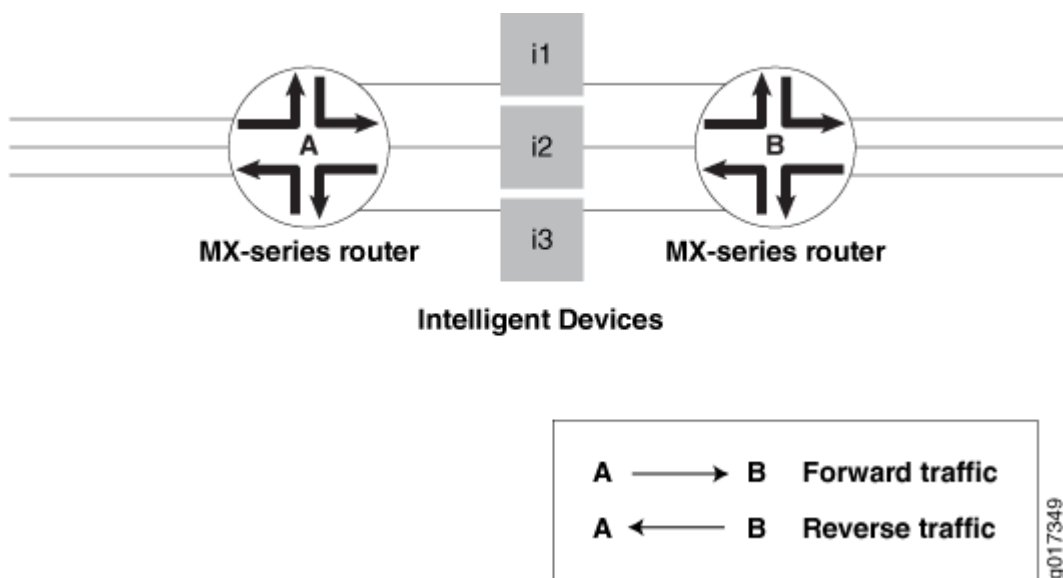 i1
A
i2
B
i3
MX-series router
MX-series router
Intelligent Devices
A B Forward traffic
A B Reverse traffic
g017349